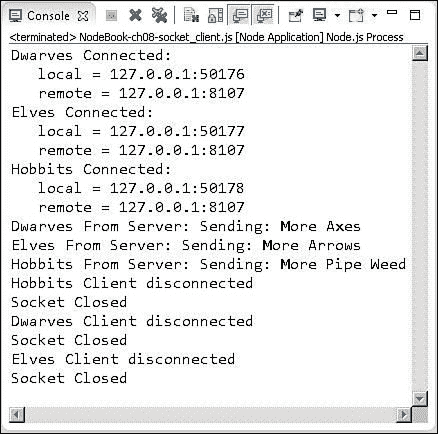 Console
<terminated> NodeBook-ch08-socket_client.js [Node Application] Node.js Process
Dwarves Connected:
   local = 127.0.0.1:50176
   remote = 127.0.0.1:8107
Elves Connected:
   local = 127.0.0.1:50177
   remote = 127.0.0.1:8107
Hobbits Connected:
   local = 127.0.0.1:50178
   remote = 127.0.0.1:8107
Dwarves From Server: Sending: More Axes
Elves From Server: Sending: More Arrows
Hobbits From Server: Sending: More Pipe Weed
Hobbits Client disconnected
Socket Closed
Dwarves Client disconnected
Socket Closed
Elves Client disconnected
Socket Closed